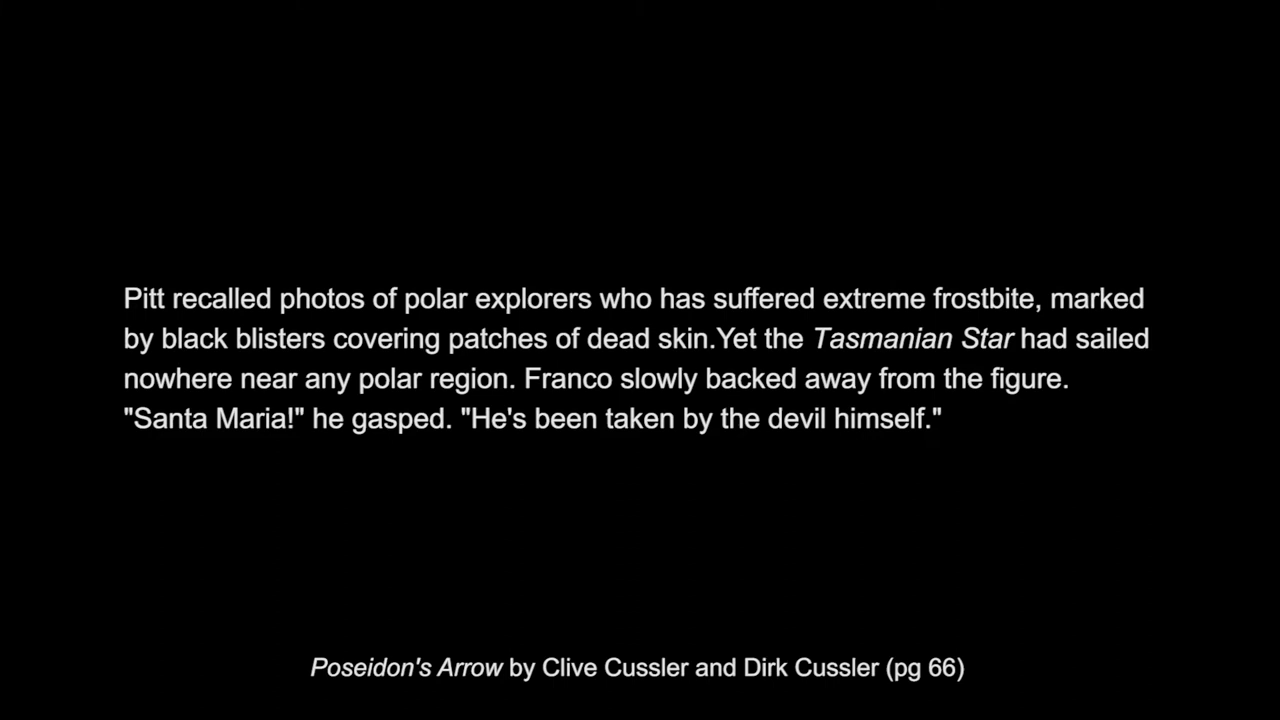 Pitt recalled photos of polar explorers who has suffered extreme frostbite, marked
by black blisters covering patches of dead skin.Yet the Tasmanian Star had sailed
nowhere near any polar region. Franco slowly backed away from the figure.
"Santa Maria!" he gasped. "He's been taken by the devil himself."
Poseidon's Arrow by Clive Cussler and Dirk Cussler (pg 66)